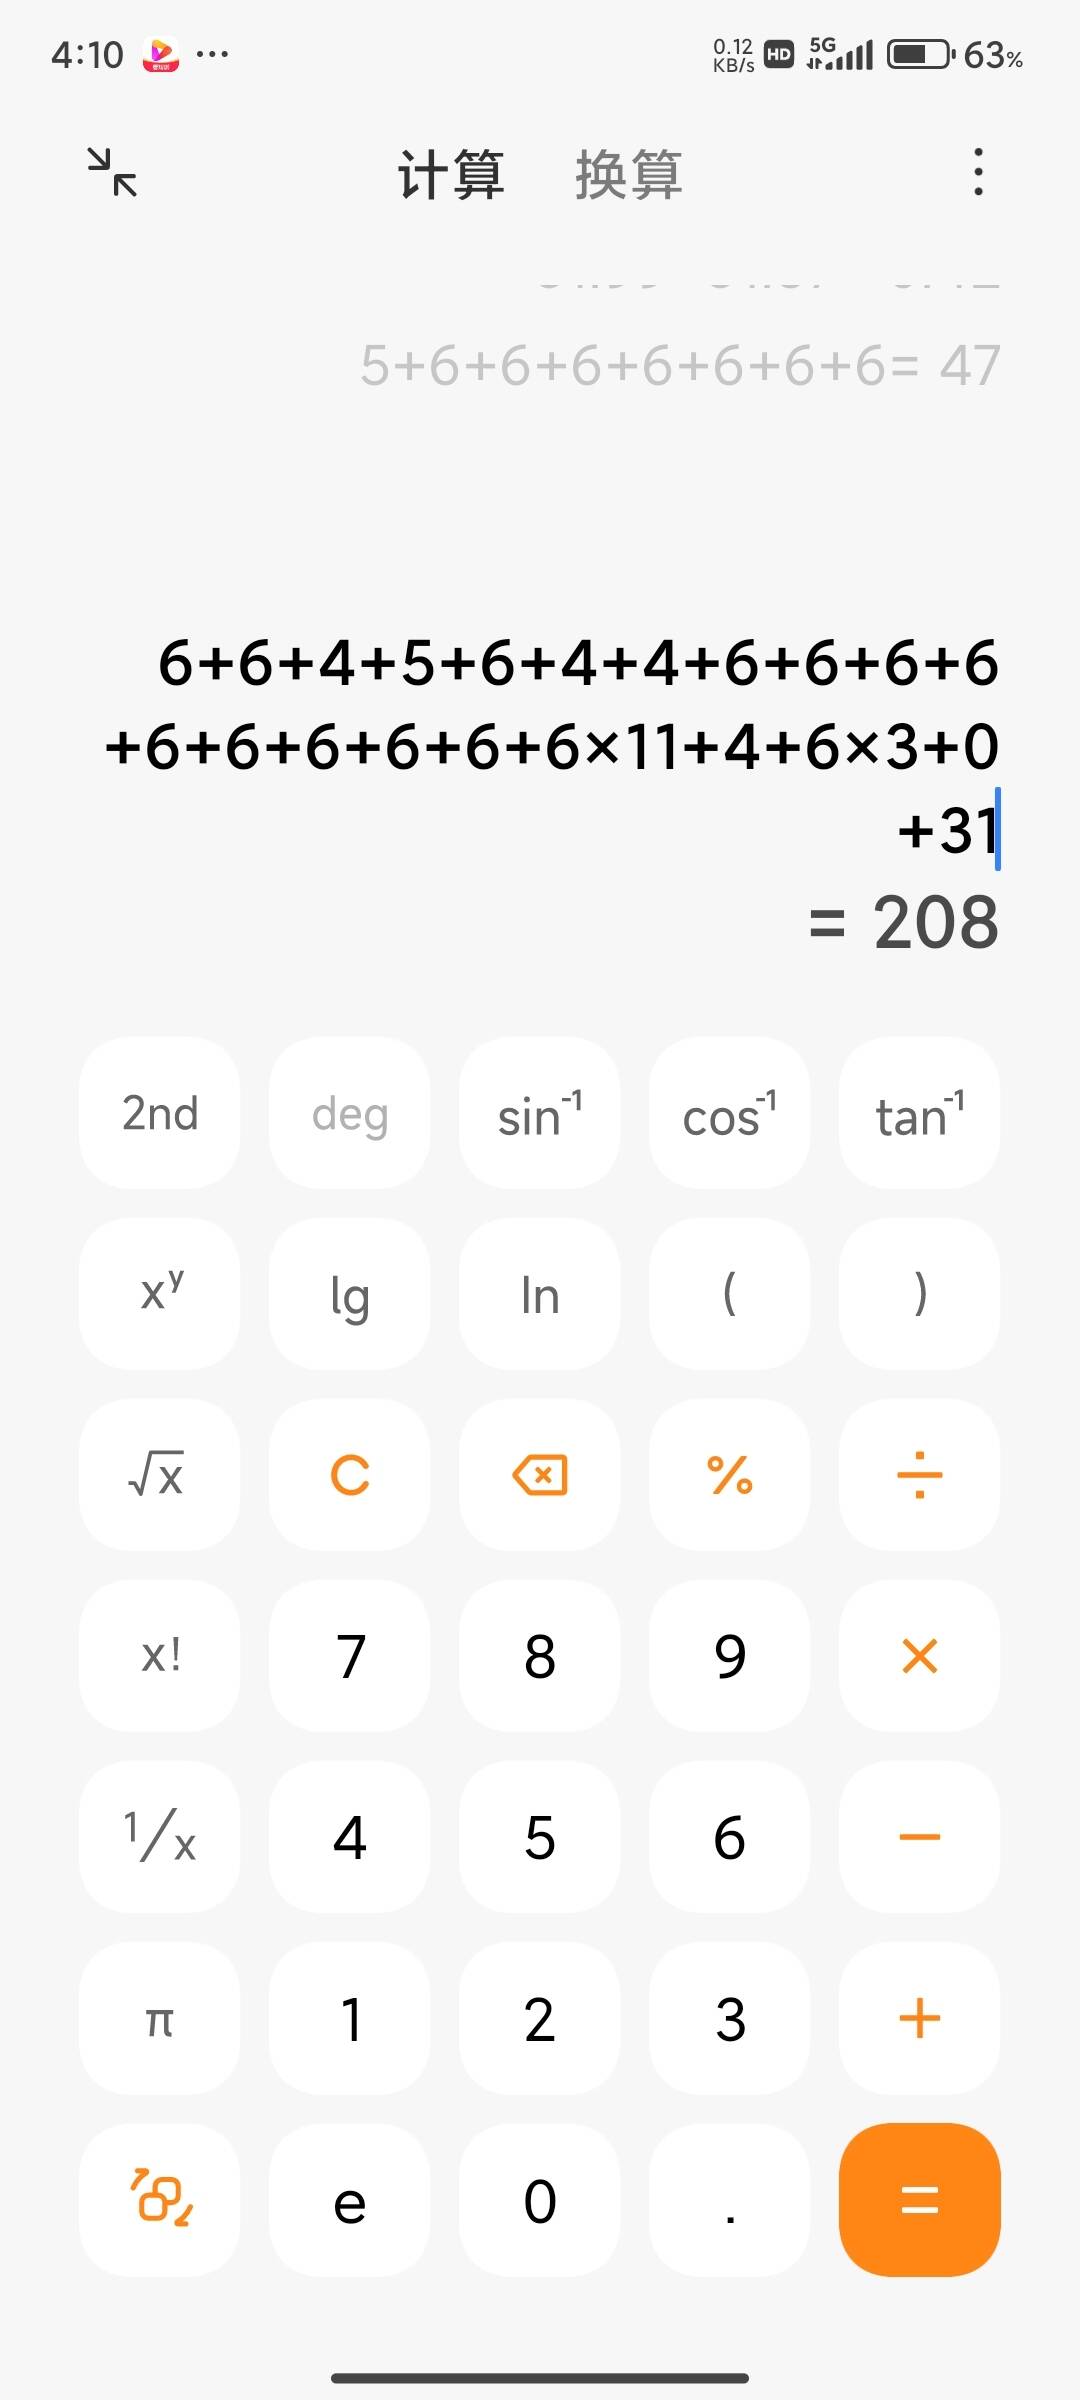 4:10 ... 0.12 KB/s HD 5G 63%
计算 换算
5+6+6+6+6+6+6+6= 47
6+6+4+5+6+4+4+6+6+6+6
+6+6+6+6+6+6×11+4+6×3+0
+31
= 208
2nd deg sin⁻¹ cos⁻¹ tan⁻¹
xʸ lg ln ( )
√x C % ÷
x! 7 8 9 ×
1/x 4 5 6 −
π 1 2 3 +
e 0 . =